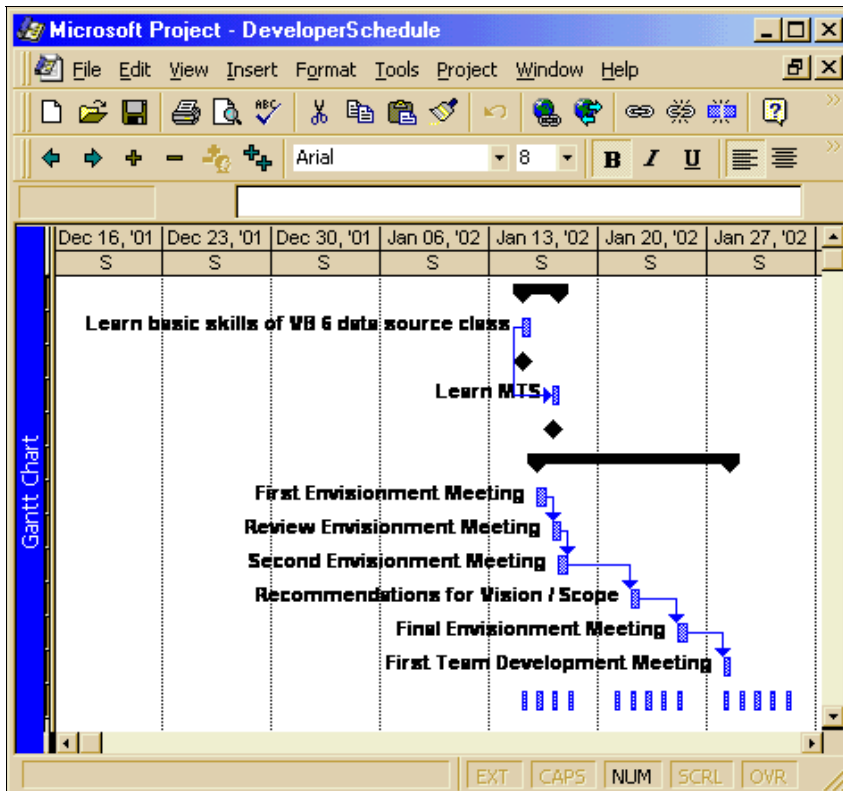 Microsoft Project - DeveloperSchedule
File Edit View Insert Format Tools Project Window Help
ABC
Arial 8 B I U
Dec 16, '01 Dec 23, '01 Dec 30, '01 Jan 06, '02 Jan 13, '02 Jan 20, '02 Jan 27, '02
S S S S S S S
Gantt Chart
Learn basic skills of VB 6 data source class
Learn MTS
First Envisionment Meeting
Review Envisionment Meeting
Second Envisionment Meeting
Recommendations for Vision / Scope
Final Envisionment Meeting
First Team Development Meeting
EXT CAPS NUM SCRL OVR